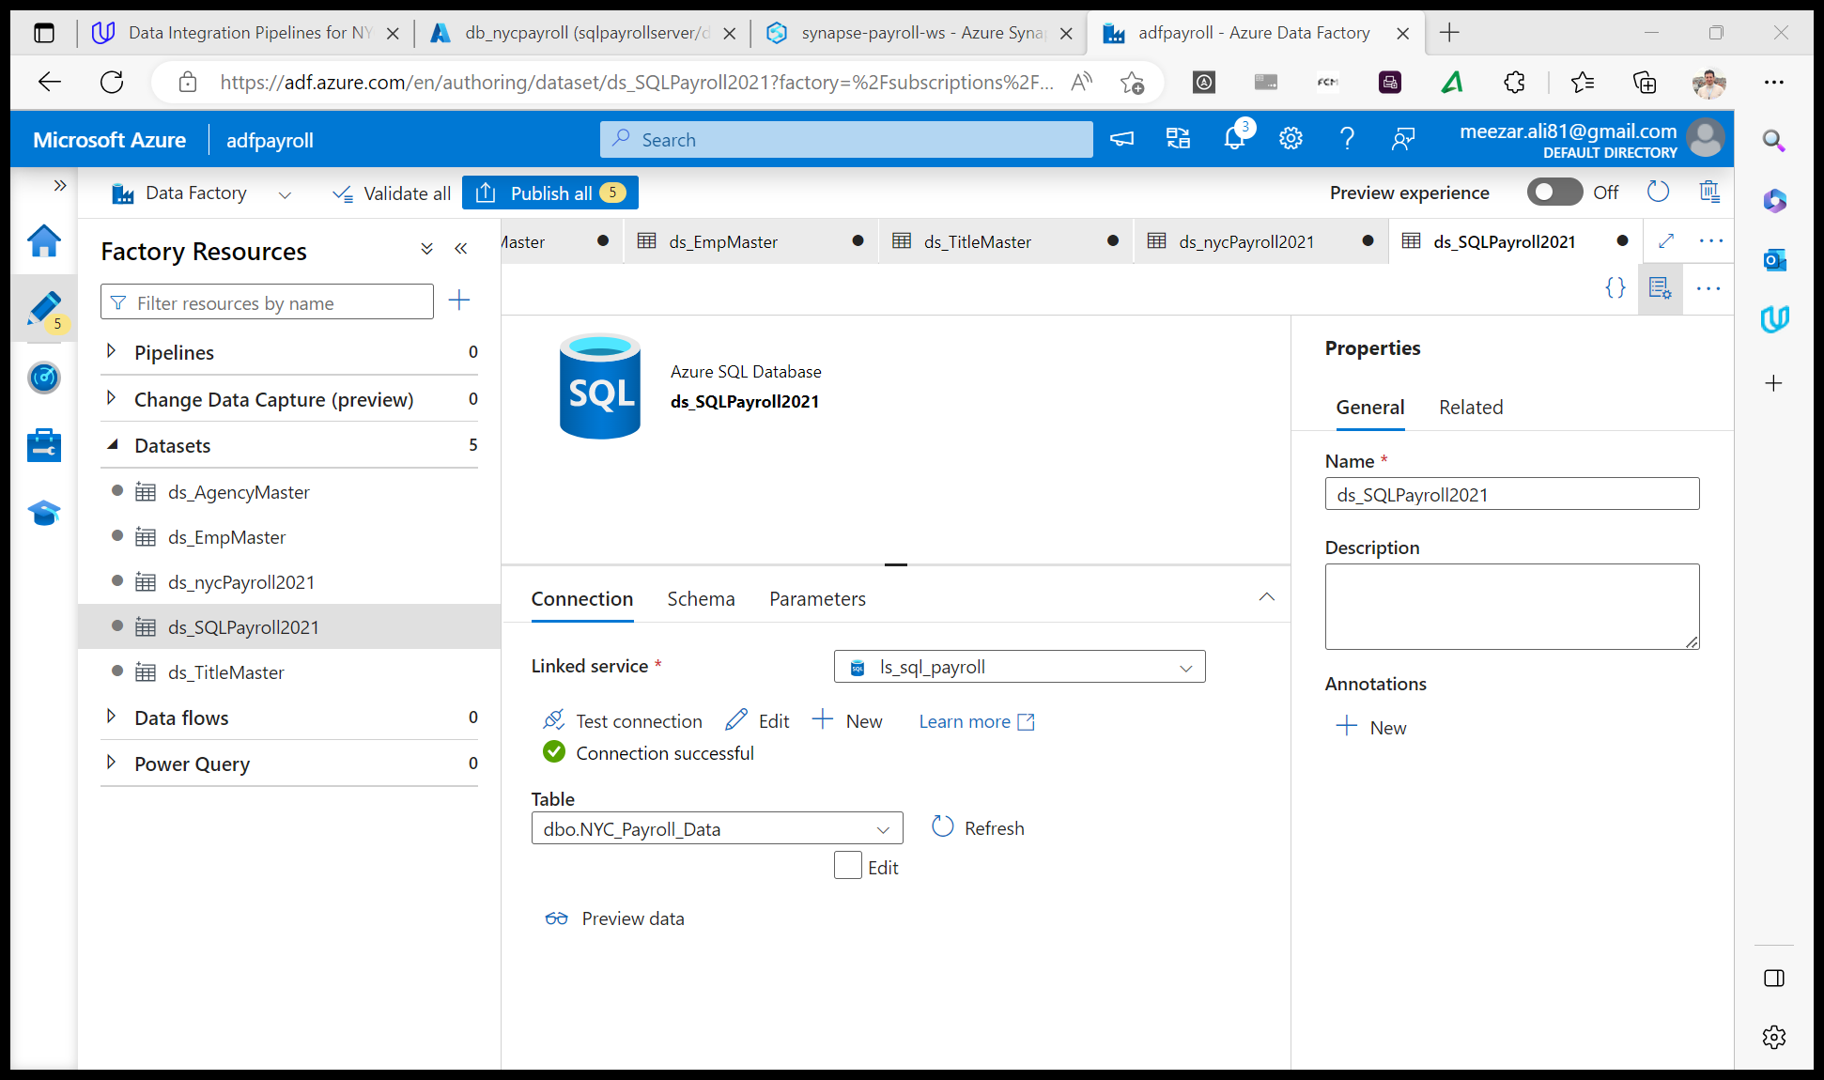 Data Integration Pipelines for NY
db_nycpayroll (sqlpayrollserver/d
synapse-payroll-ws - Azure Syna
adfpayroll - Azure Data Factory
https://adf.azure.com/en/authoring/dataset/ds_SQLPayroll2021?factory=%2Fsubscriptions%2F...
FCM
Microsoft Azure
adfpayroll
Search
3
meezar.ali81@gmail.com
DEFAULT DIRECTORY
Data Factory
Validate all
Publish all 5
Preview experience
Off
Factory Resources
Master
ds_EmpMaster
ds_TitleMaster
ds_nycPayroll2021
ds_SQLPayroll2021
Filter resources by name
5
Pipelines 0
Change Data Capture (preview) 0
Datasets 5
ds_AgencyMaster
ds_EmpMaster
ds_nycPayroll2021
ds_SQLPayroll2021
ds_TitleMaster
Data flows 0
Power Query 0
SQL
Azure SQL Database
ds_SQLPayroll2021
Connection
Schema
Parameters
Linked service *
SQL
ls_sql_payroll
Test connection
Edit
New
Learn more
Connection successful
Table
dbo.NYC_Payroll_Data
Refresh
Edit
Preview data
Properties
General
Related
Name *
ds_SQLPayroll2021
Description
Annotations
New